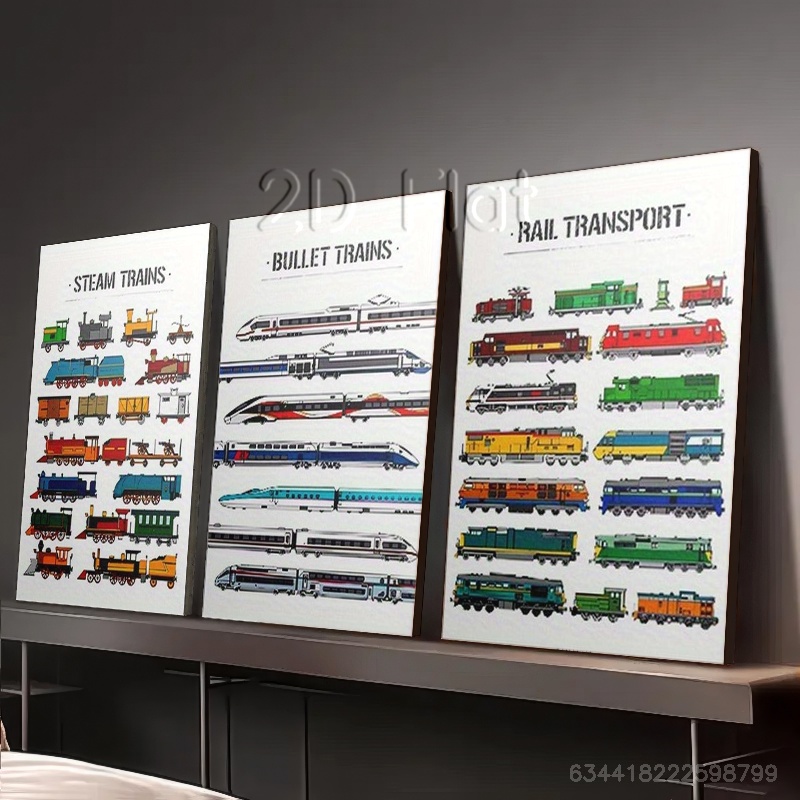 2D Flat
·STEAM TRAINS·
·BULLET TRAINS·
·RAIL TRANSPORT·
634418222598799